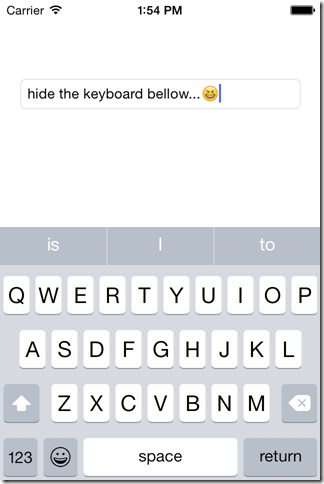 Carrier 1:54 PM
hide the keyboard bellow...😆
is I to
Q W E R T Y U I O P
A S D F G H J K L
Z X C V B N M
123 space return